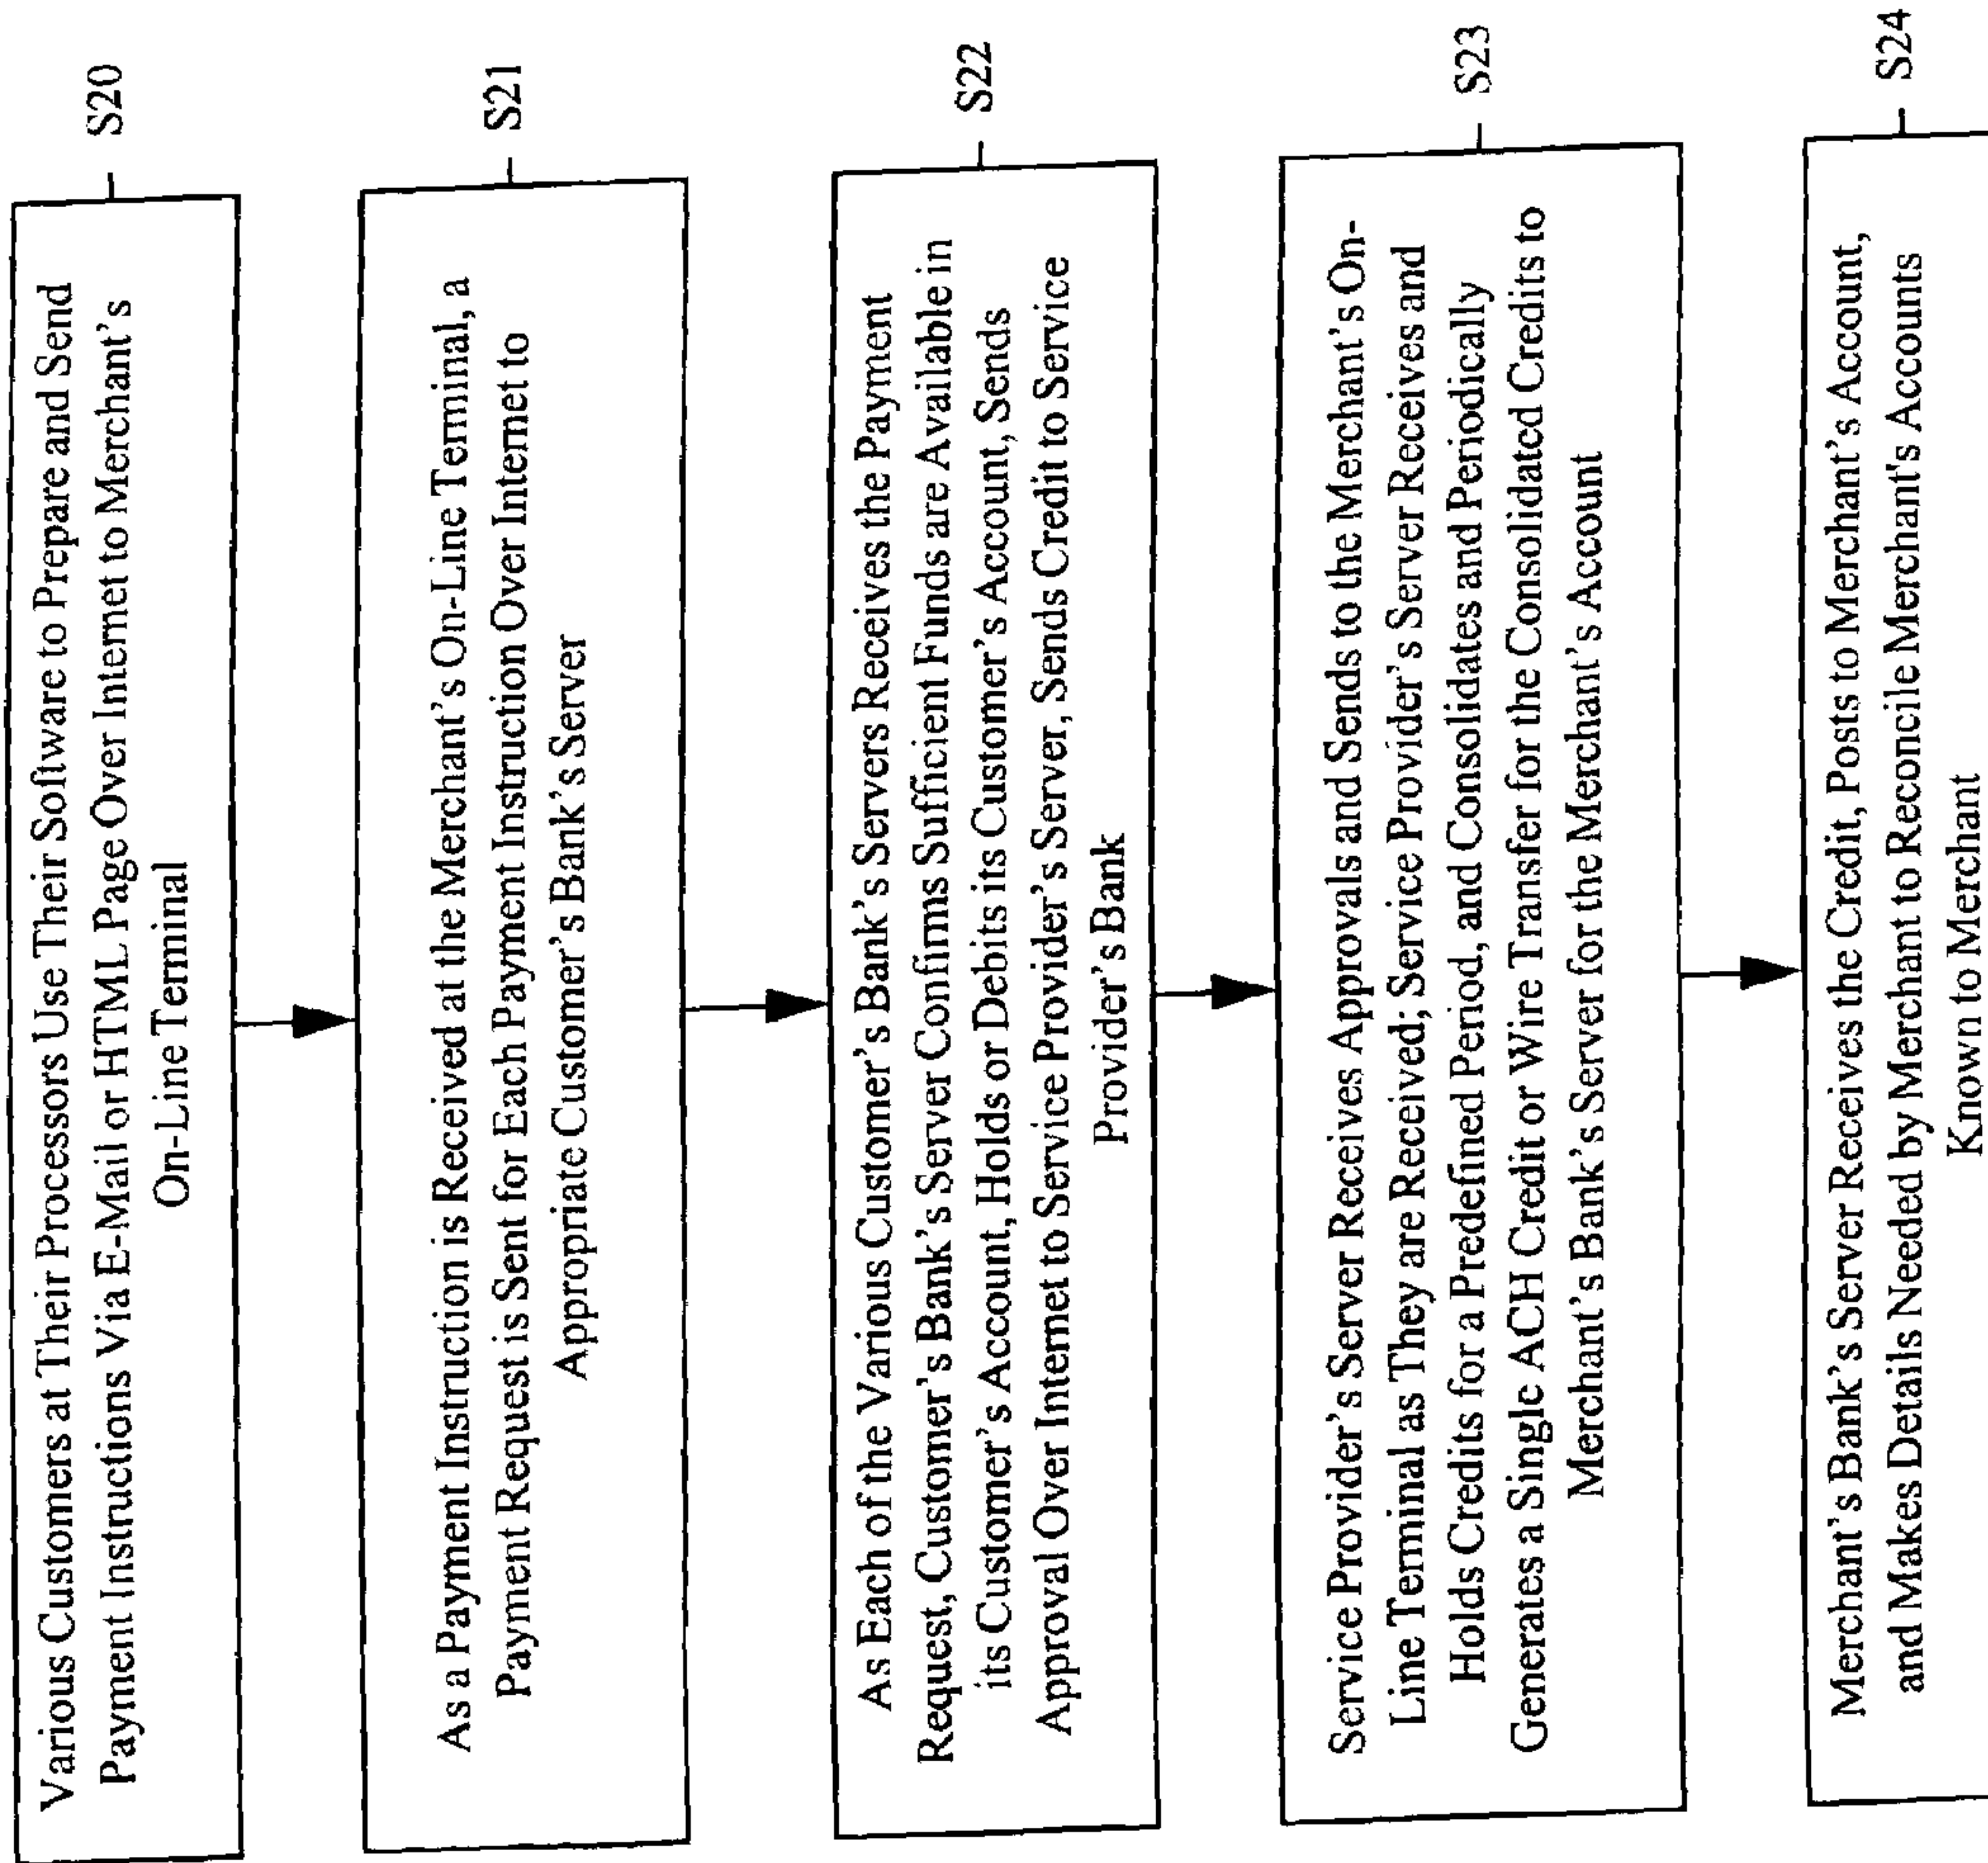 Various Customers at Their Processors Use Their Software to Prepare and Send
Payment Instructions Via E-Mail or HTML Page Over Internet to Merchant's
On-Line Terminal
S20
As a Payment Instruction is Received at the Merchant's On-Line Terminal, a
Payment Request is Sent for Each Payment Instruction Over Internet to
Appropriate Customer's Bank's Server
S21
As Each of the Various Customer's Bank's Servers Receives the Payment
Request, Customer's Bank's Server Confirms Sufficient Funds are Available in
its Customer's Account, Holds or Debits its Customer's Account, Sends
Approval Over Internet to Service Provider's Server, Sends Credit to Service
Provider's Bank
S22
Service Provider's Server Receives Approvals and Sends to the Merchant's On-
Line Terminal as They are Received; Service Provider's Server Receives and
Holds Credits for a Predefined Period, and Consolidates and Periodically
Generates a Single ACH Credit or Wire Transfer for the Consolidated Credits to
Merchant's Bank's Server for the Merchant's Account
S23
Merchant's Bank's Server Receives the Credit, Posts to Merchant's Account,
and Makes Details Needed by Merchant to Reconcile Merchant's Accounts
Known to Merchant
S24